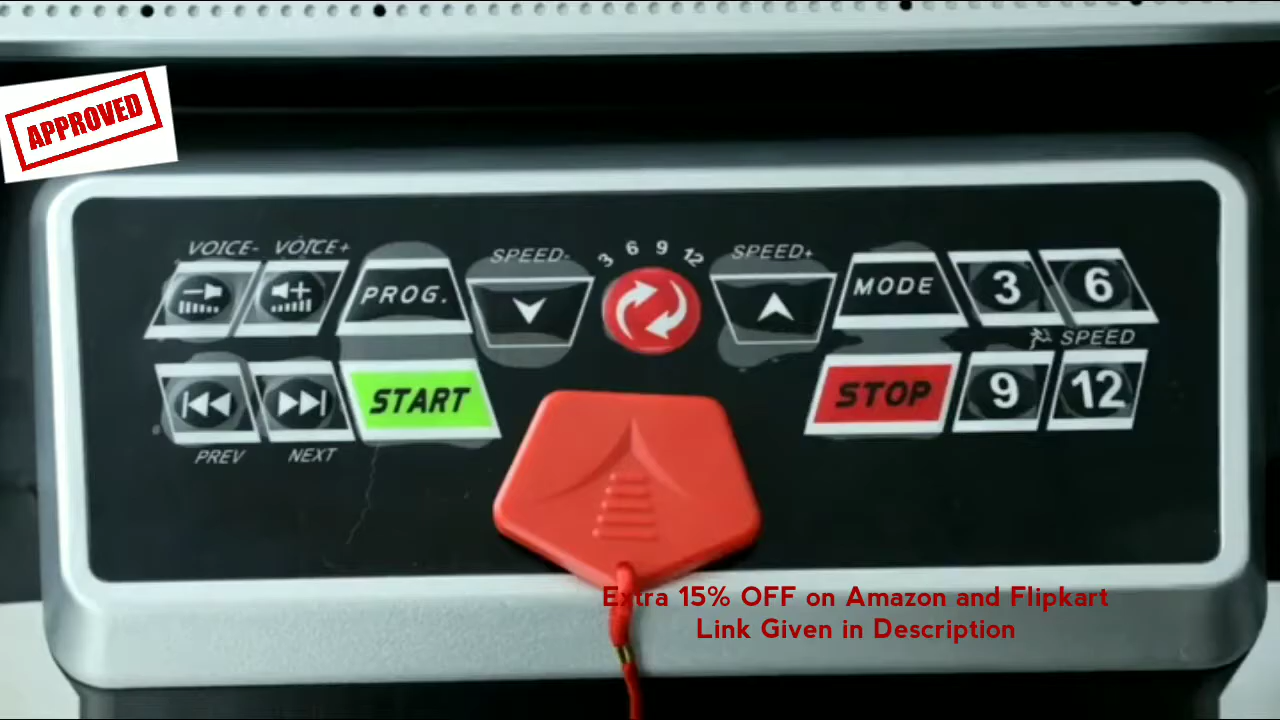 APPROVED
VOICE- VOICE+ SPEED- 3 6 9 12 SPEED+
PROG. MODE 3 6
SPEED
START STOP 9 12
PREV NEXT
Extra 15% OFF on Amazon and Flipkart
Link Given in Description